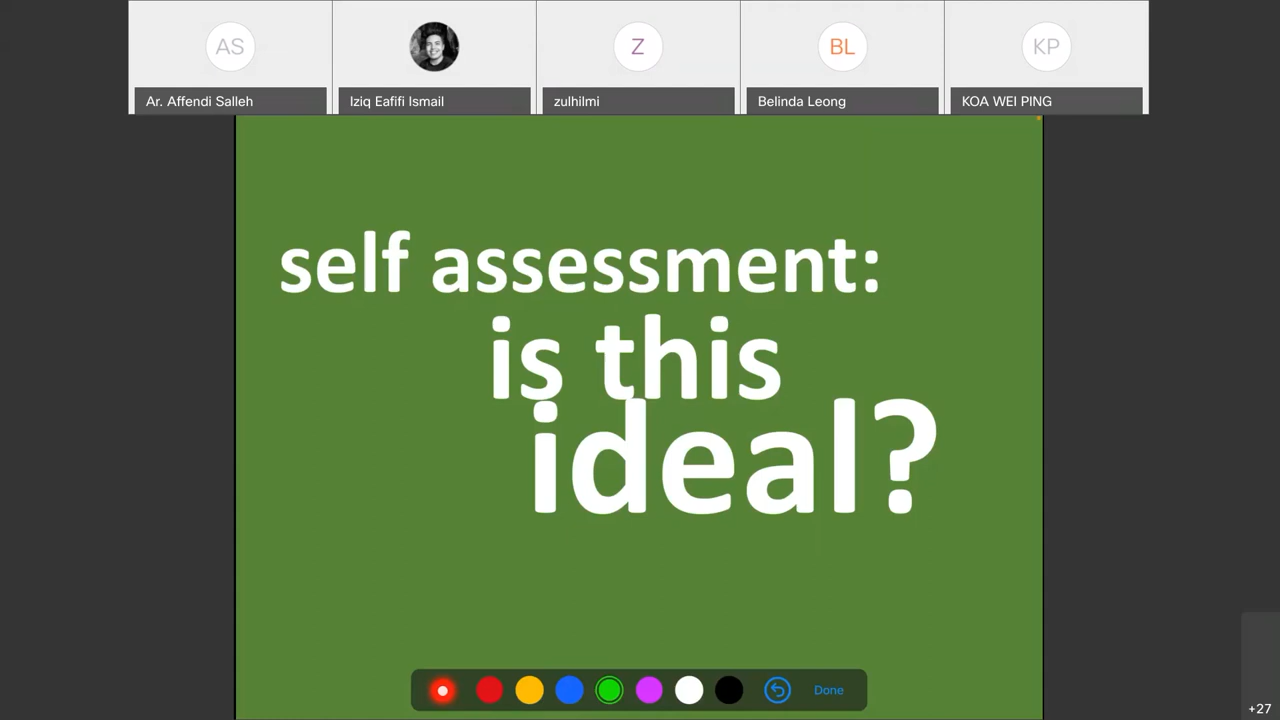 AS
Z
BL
KP
Ar. Affendi Salleh
Iziq Eafifi Ismail
zulhilmi
Belinda Leong
KOA WEI PING
self assessment:
is this
ideal?
Done
+27